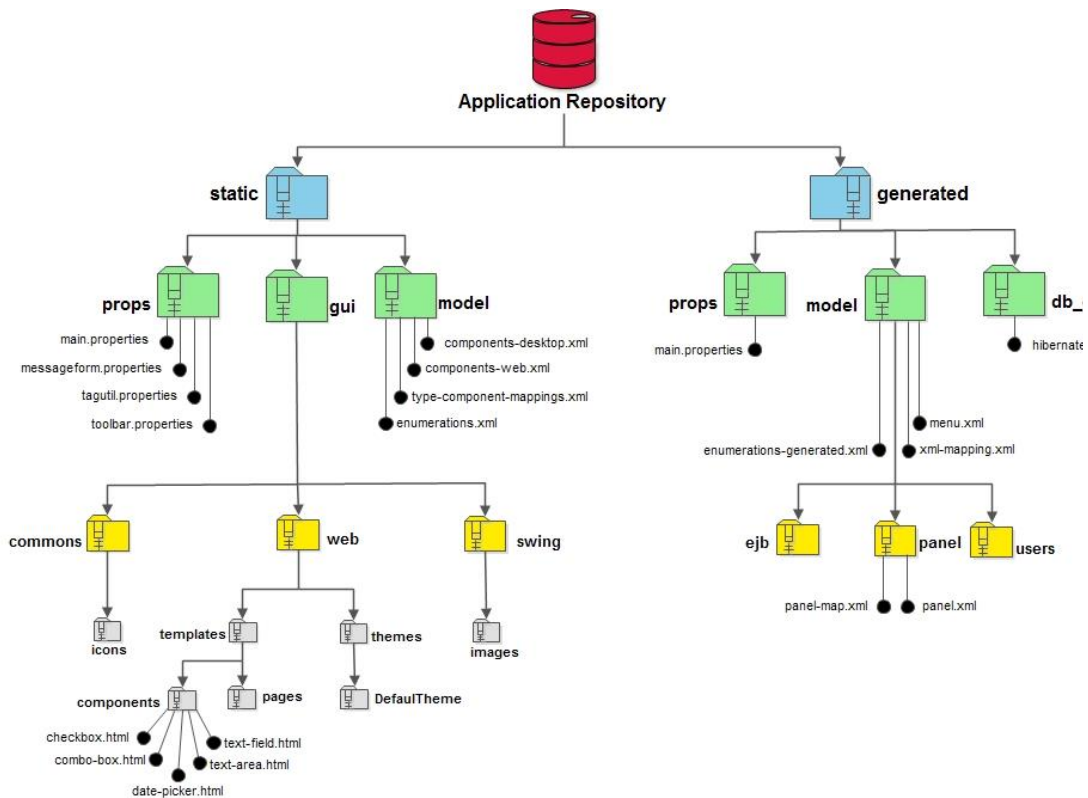 Application Repository
static
generated
props
gui
model
props
model
db_
main.properties
messageform.properties
tagutil.properties
toolbar.properties
components-desktop.xml
components-web.xml
type-component-mappings.xml
enumerations.xml
main.properties
hibernate
menu.xml
enumerations-generated.xml
xml-mapping.xml
commons
web
swing
ejb
panel
users
panel-map.xml
panel.xml
icons
templates
themes
images
components
pages
DefaulTheme
checkbox.html
text-field.html
combo-box.html
text-area.html
date-picker.html